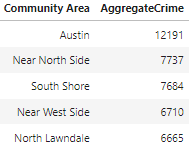 Community Area AggregateCrime
Austin 12191
Near North Side 7737
South Shore 7684
Near West Side 6710
North Lawndale 6665